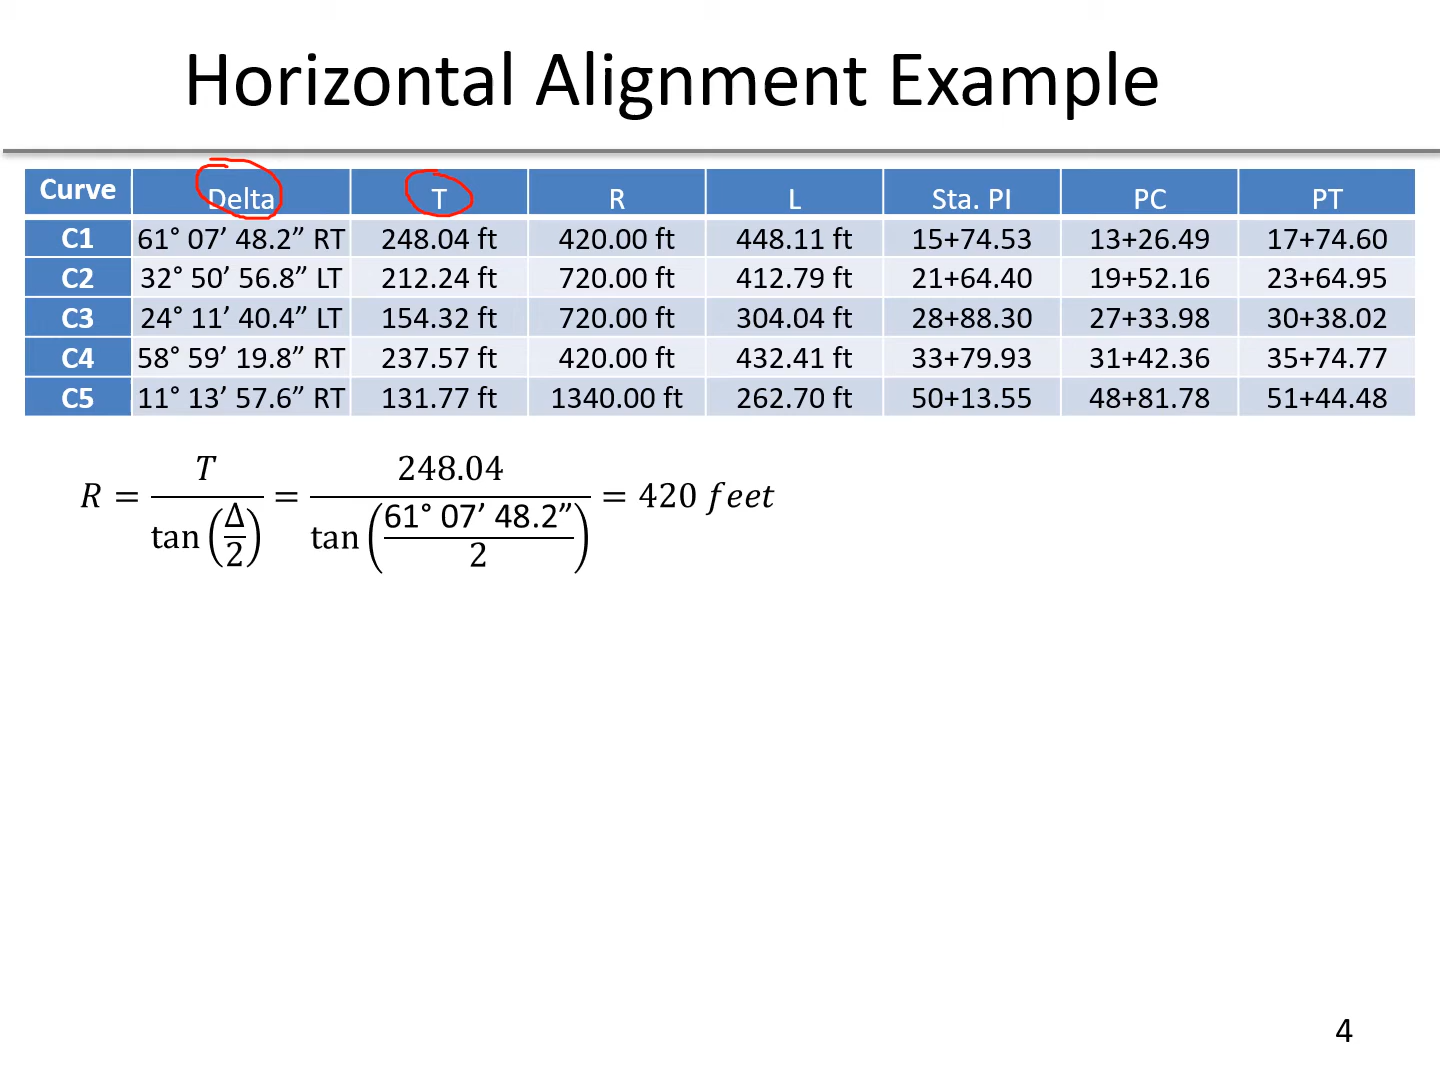 Horizontal Alignment Example
Curve Delta T R L Sta. PI PC PT
C1 61° 07’ 48.2” RT 248.04 ft 420.00 ft 448.11 ft 15+74.53 13+26.49 17+74.60
C2 32° 50’ 56.8” LT 212.24 ft 720.00 ft 412.79 ft 21+64.40 19+52.16 23+64.95
C3 24° 11’ 40.4” LT 154.32 ft 720.00 ft 304.04 ft 28+88.30 27+33.98 30+38.02
C4 58° 59’ 19.8” RT 237.57 ft 420.00 ft 432.41 ft 33+79.93 31+42.36 35+74.77
C5 11° 13’ 57.6” RT 131.77 ft 1340.00 ft 262.70 ft 50+13.55 48+81.78 51+44.48
R = T / tan (Δ/2) = 248.04 / tan (61° 07’ 48.2” / 2) = 420 feet
4